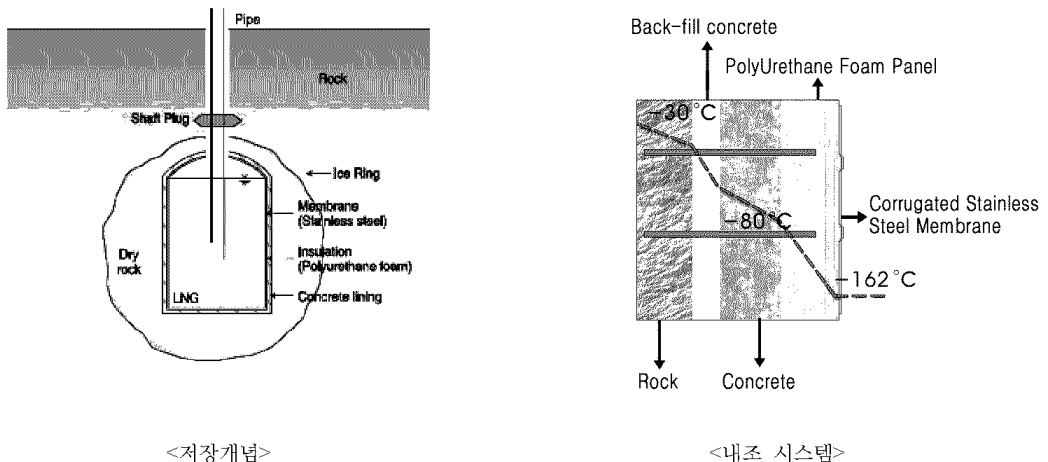 Pipe
Rock
Shaft Plug
Ice Ring
Membrane
(Stainless steel)
Dry
rock
Insulation
(Polyurethane foam)
LNG
Concrete lining
<저장개념>
Back-fill concrete
PolyUrethane Foam Panel
-30°C
-80°C
Corrugated Stainless
Steel Membrane
-162°C
Rock
Concrete
<내조 시스템>